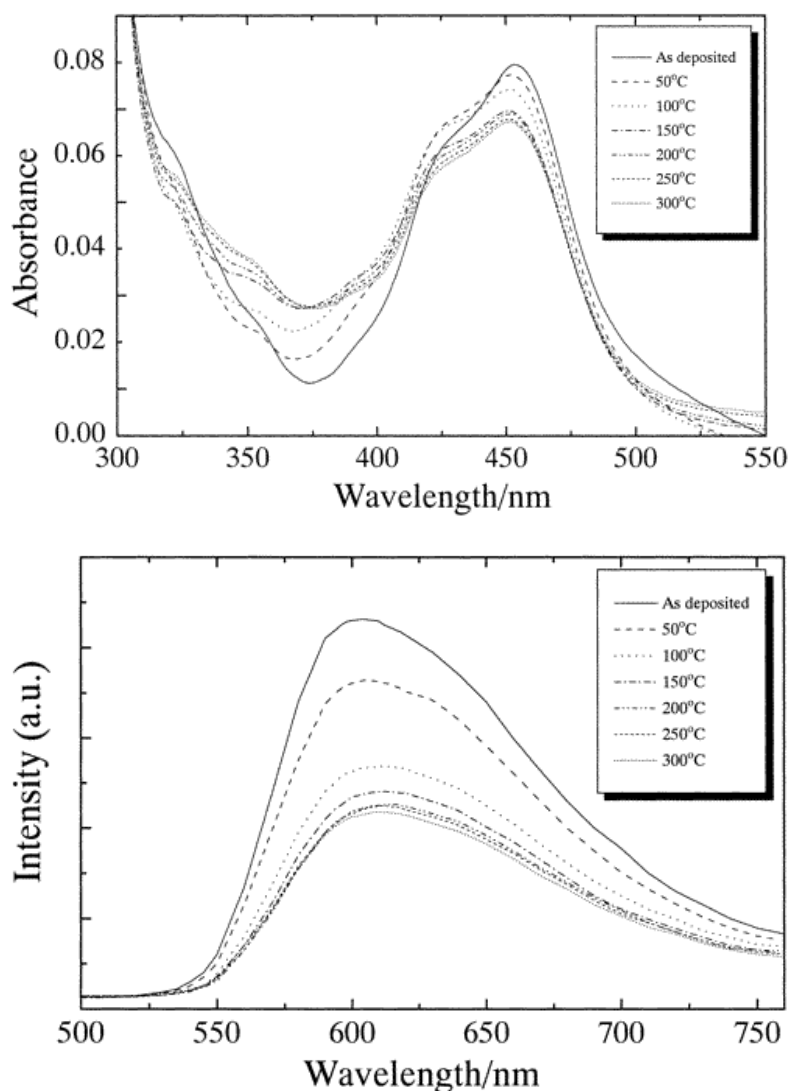 0.08
0.06
0.04
0.02
0.00
Absorbance
300 350 400 450 500 550
Wavelength/nm
As deposited
50°C
100°C
150°C
200°C
250°C
300°C
Intensity (a.u.)
500 550 600 650 700 750
Wavelength/nm
As deposited
50°C
100°C
150°C
200°C
250°C
300°C